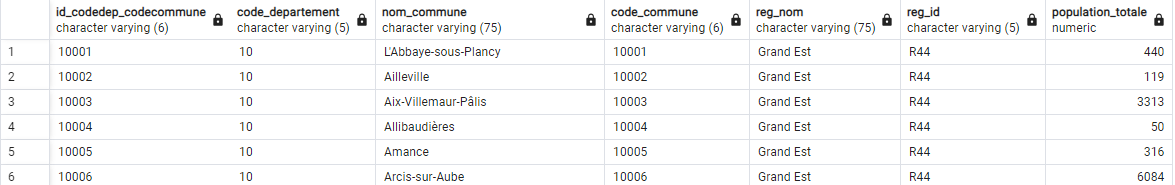 id_codedep_codecommune code_departement nom_commune code_commune reg_nom reg_id population_totale
character varying (6) character varying (5) character varying (75) character varying (6) character varying (75) character varying (5) numeric
1 10001 10 L'Abbaye-sous-Plancy 10001 Grand Est R44 440
2 10002 10 Ailleville 10002 Grand Est R44 119
3 10003 10 Aix-Villemaur-Pâlis 10003 Grand Est R44 3313
4 10004 10 Allibaudières 10004 Grand Est R44 50
5 10005 10 Amance 10005 Grand Est R44 316
6 10006 10 Arcis-sur-Aube 10006 Grand Est R44 6084